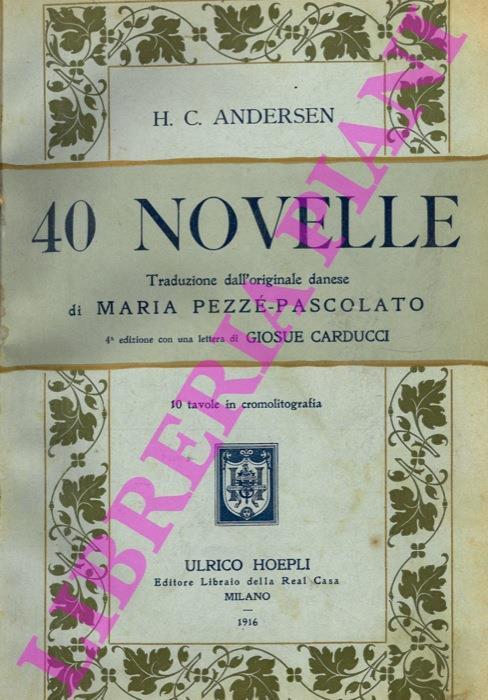 H. C. ANDERSEN
40 NOVELLE
Traduzione dall'originale danese
di MARIA PEZZÉ-PASCOLATO
4ª edizione con una lettera di GIOSUE CARDUCCI
10 tavole in cromolitografia
ULRICO HOEPLI
Editore Libraio della Real Casa
MILANO
1916
LIBRERIA PIANI